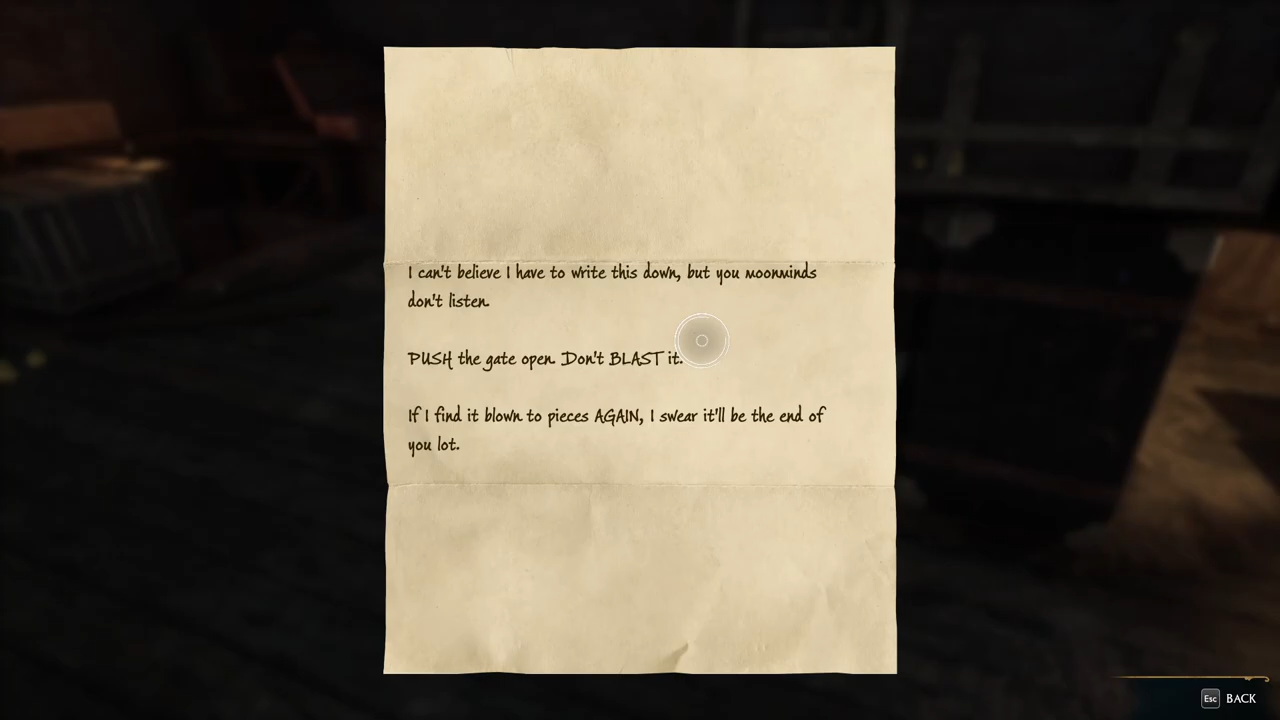 I can't believe I have to write this down, but you moonminds
don't listen.
PUSH the gate open. Don't BLAST it.
If I find it blown to pieces AGAIN, I swear it'll be the end of
you lot.
Esc BACK